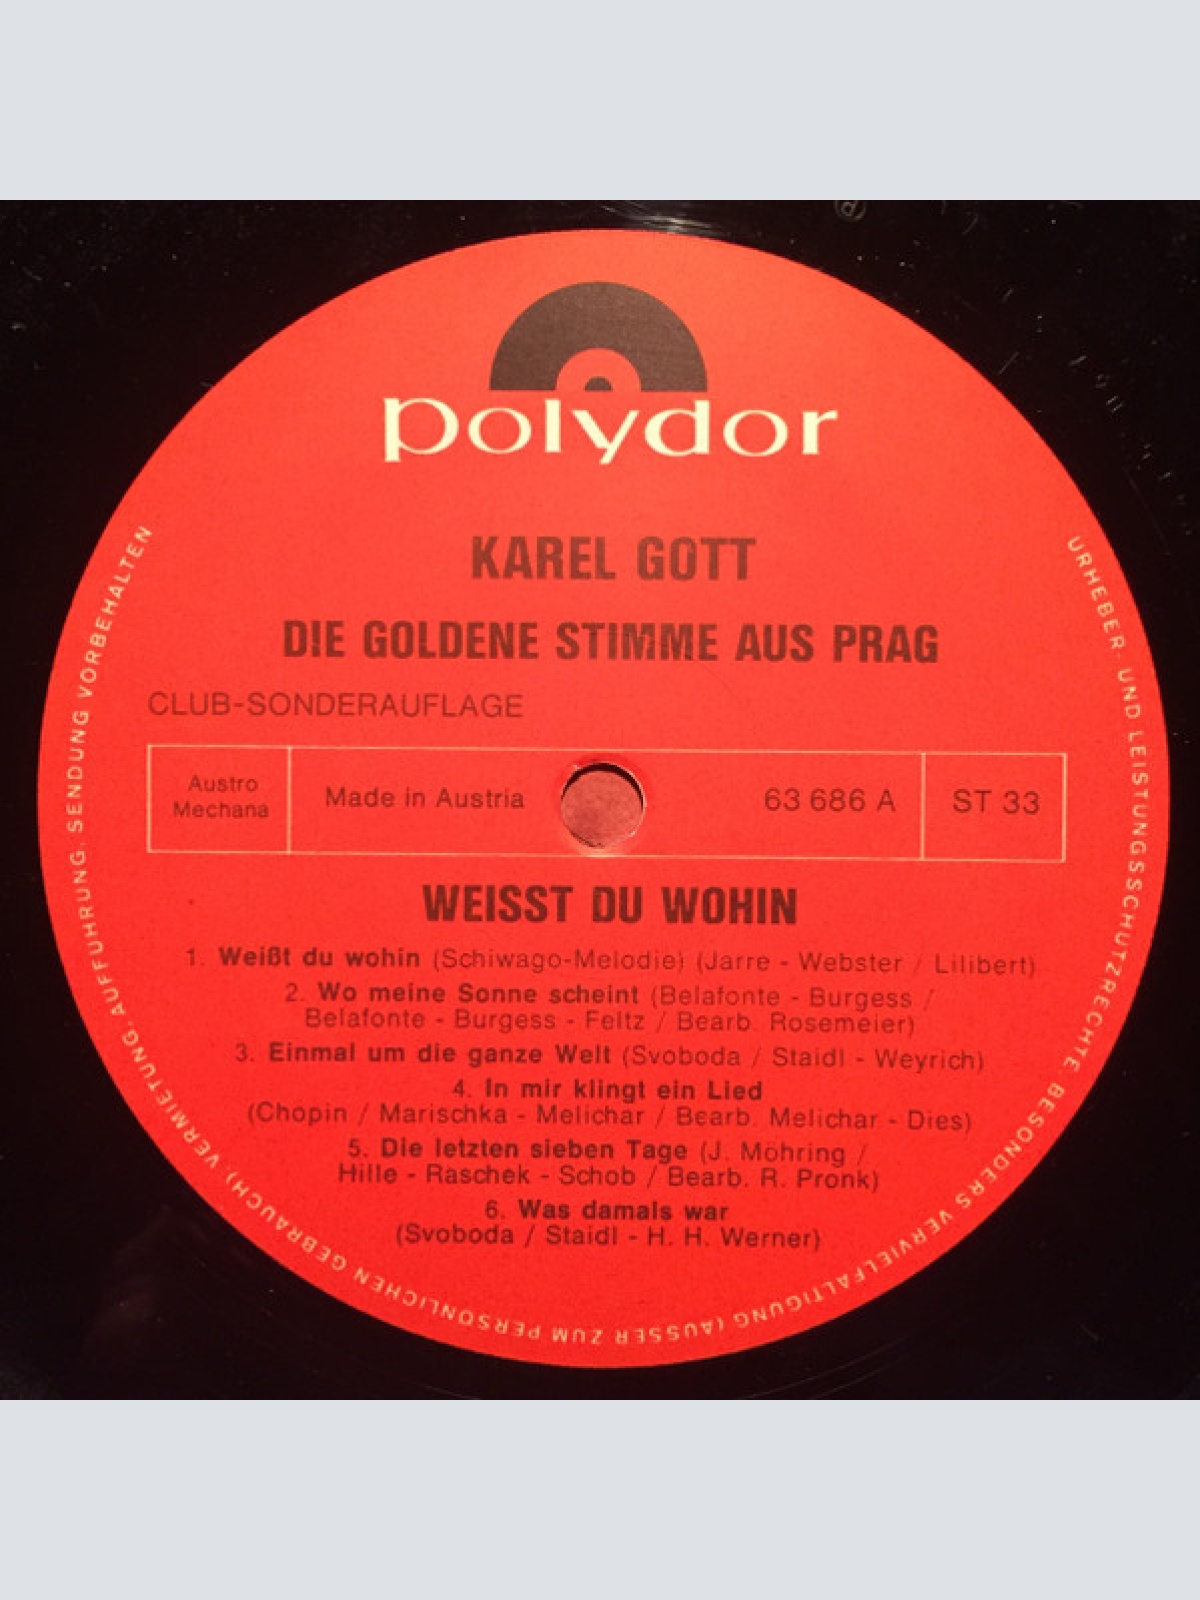 polydor
KAREL GOTT
DIE GOLDENE STIMME AUS PRAG
CLUB-SONDERAUFLAGE
Austro
Mechana
Made in Austria
63 686 A
ST 33
WEISST DU WOHIN
1. Weißt du wohin (Schiwago-Melodie) (Jarre - Webster / Lilibert)
2. Wo meine Sonne scheint (Belafonte - Burgess /
Belafonte - Burgess - Feltz / Bearb. Rosemeier)
3. Einmal um die ganze Welt (Svoboda / Staidl - Weyrich)
4. In mir klingt ein Lied
(Chopin / Marischka - Melichar / Bearb. Melichar - Dies)
5. Die letzten sieben Tage (J. Möhring /
Hille - Raschek - Schob / Bearb. R. Pronk)
6. Was damals war
(Svoboda / Staidl - H. H. Werner)
URHEBER- UND LEISTUNGSSCHUTZRECHTE, BESONDERS VERVIELFÄLTIGUNG (AUSSER ZUM PERSÖNLICHEN GEBRAUCH), VERMIETUNG, AUFFÜHRUNG, SENDUNG VORBEHALTEN
℗